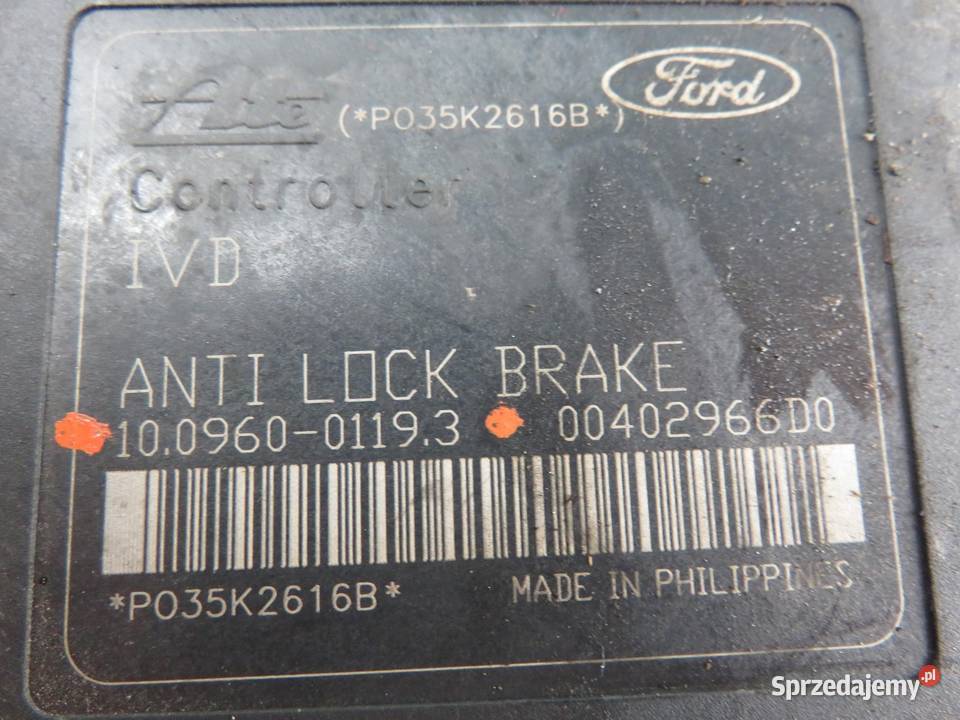 Ate (*P035K2616B*) Ford
Controller
IVD
ANTI LOCK BRAKE
10.0960-0119.3 00402966D0
*P035K2616B* MADE IN PHILIPPINES
Sprzedajemy.pl